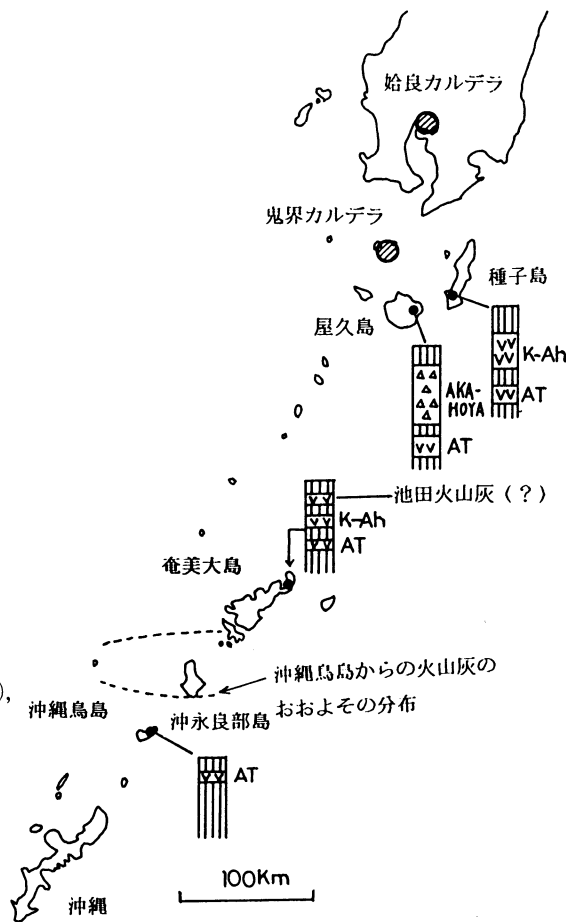 姶良カルデラ
鬼界カルデラ
種子島
屋久島
K-Ah
AT
AKA-
HOYA
AT
池田火山灰（？）
K-Ah
AT
奄美大島
沖縄鳥島からの火山灰の
おおよその分布
),
沖縄鳥島
沖永良部島
AT
100Km
沖縄